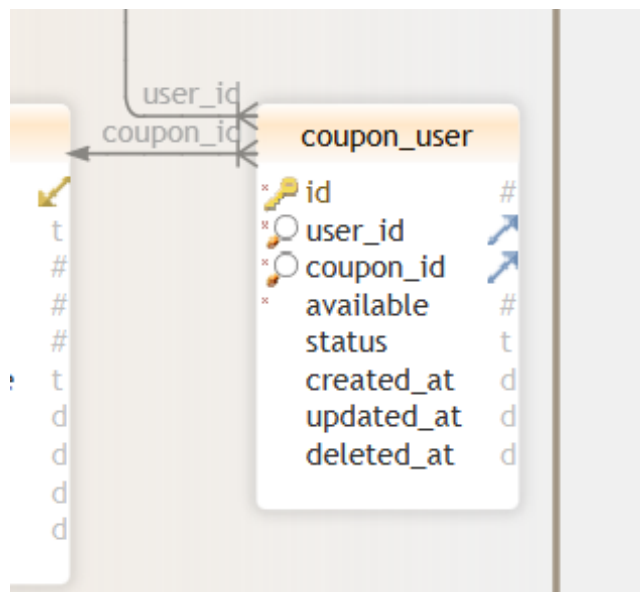 user_id
coupon_id
coupon_user
id #
user_id
t
coupon_id
#
available #
#
status t
#
created_at d
t
updated_at d
d
deleted_at d
d
d
d